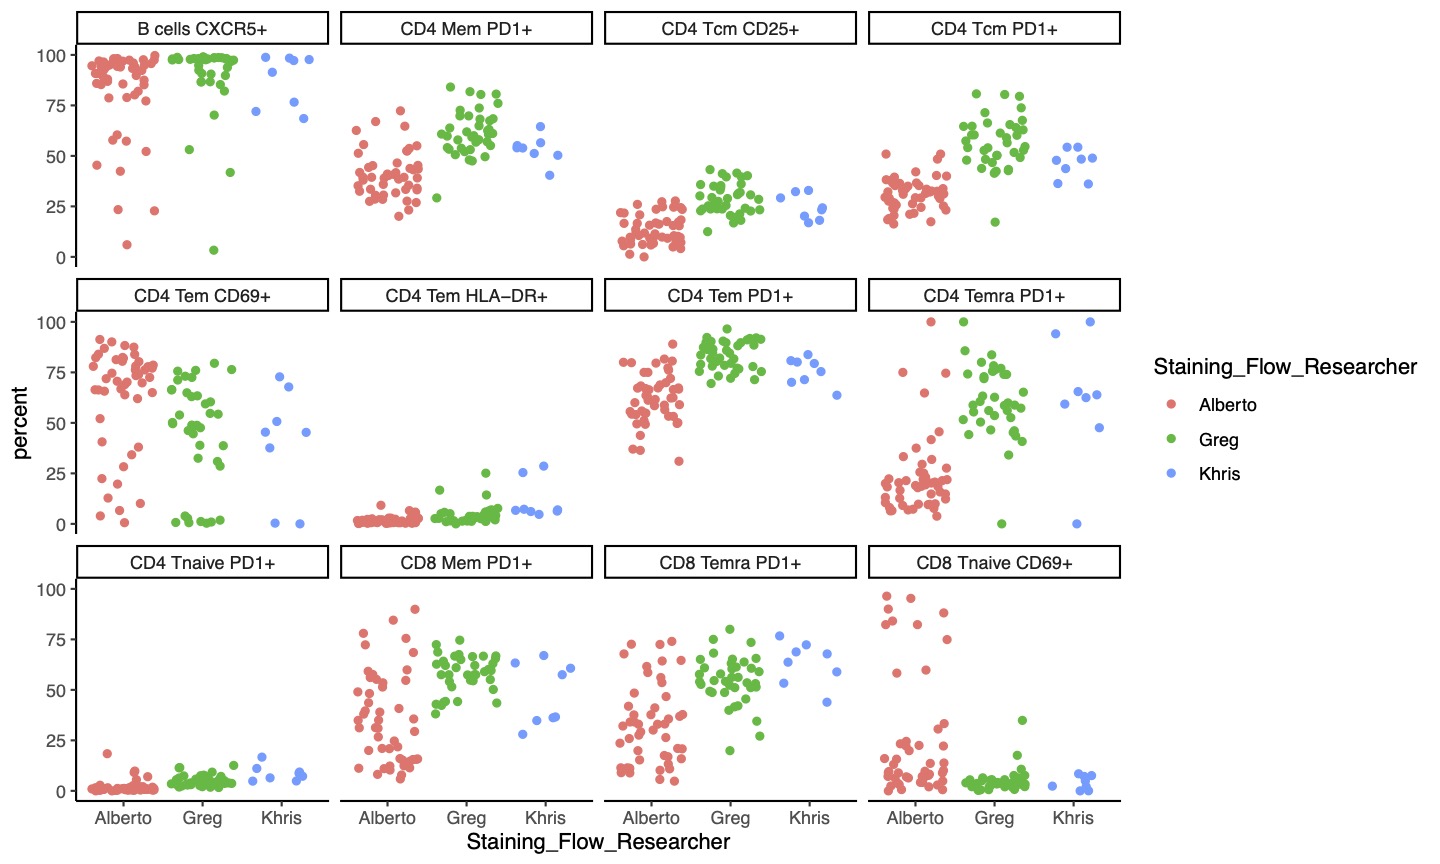 B cells CXCR5+
CD4 Mem PD1+
CD4 Tcm CD25+
CD4 Tcm PD1+
100
75
50
25
0
CD4 Tem CD69+
CD4 Tem HLA−DR+
CD4 Tem PD1+
CD4 Temra PD1+
100
75
50
25
0
percent
CD4 Tnaive PD1+
CD8 Mem PD1+
CD8 Temra PD1+
CD8 Tnaive CD69+
100
75
50
25
0
Alberto Greg Khris
Alberto Greg Khris
Alberto Greg Khris
Alberto Greg Khris
Staining_Flow_Researcher
Staining_Flow_Researcher
Alberto
Greg
Khris